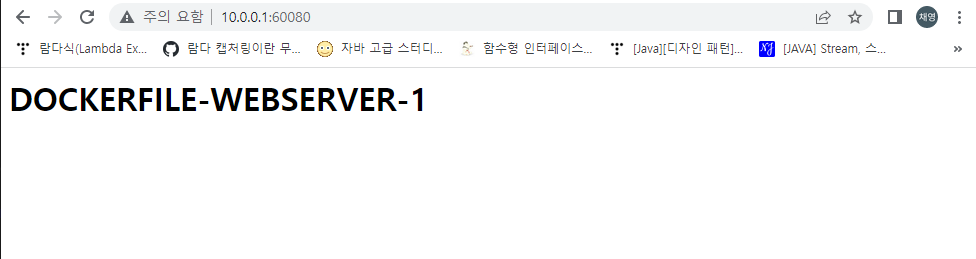 주의 요함 10.0.0.1:60080 채영
람다식(Lambda Ex... 람다 캡처링이란 무... 자바 고급 스터디... 함수형 인터페이스... [Java][디자인 패턴]... XJ [JAVA] Stream, 스... »
DOCKERFILE-WEBSERVER-1